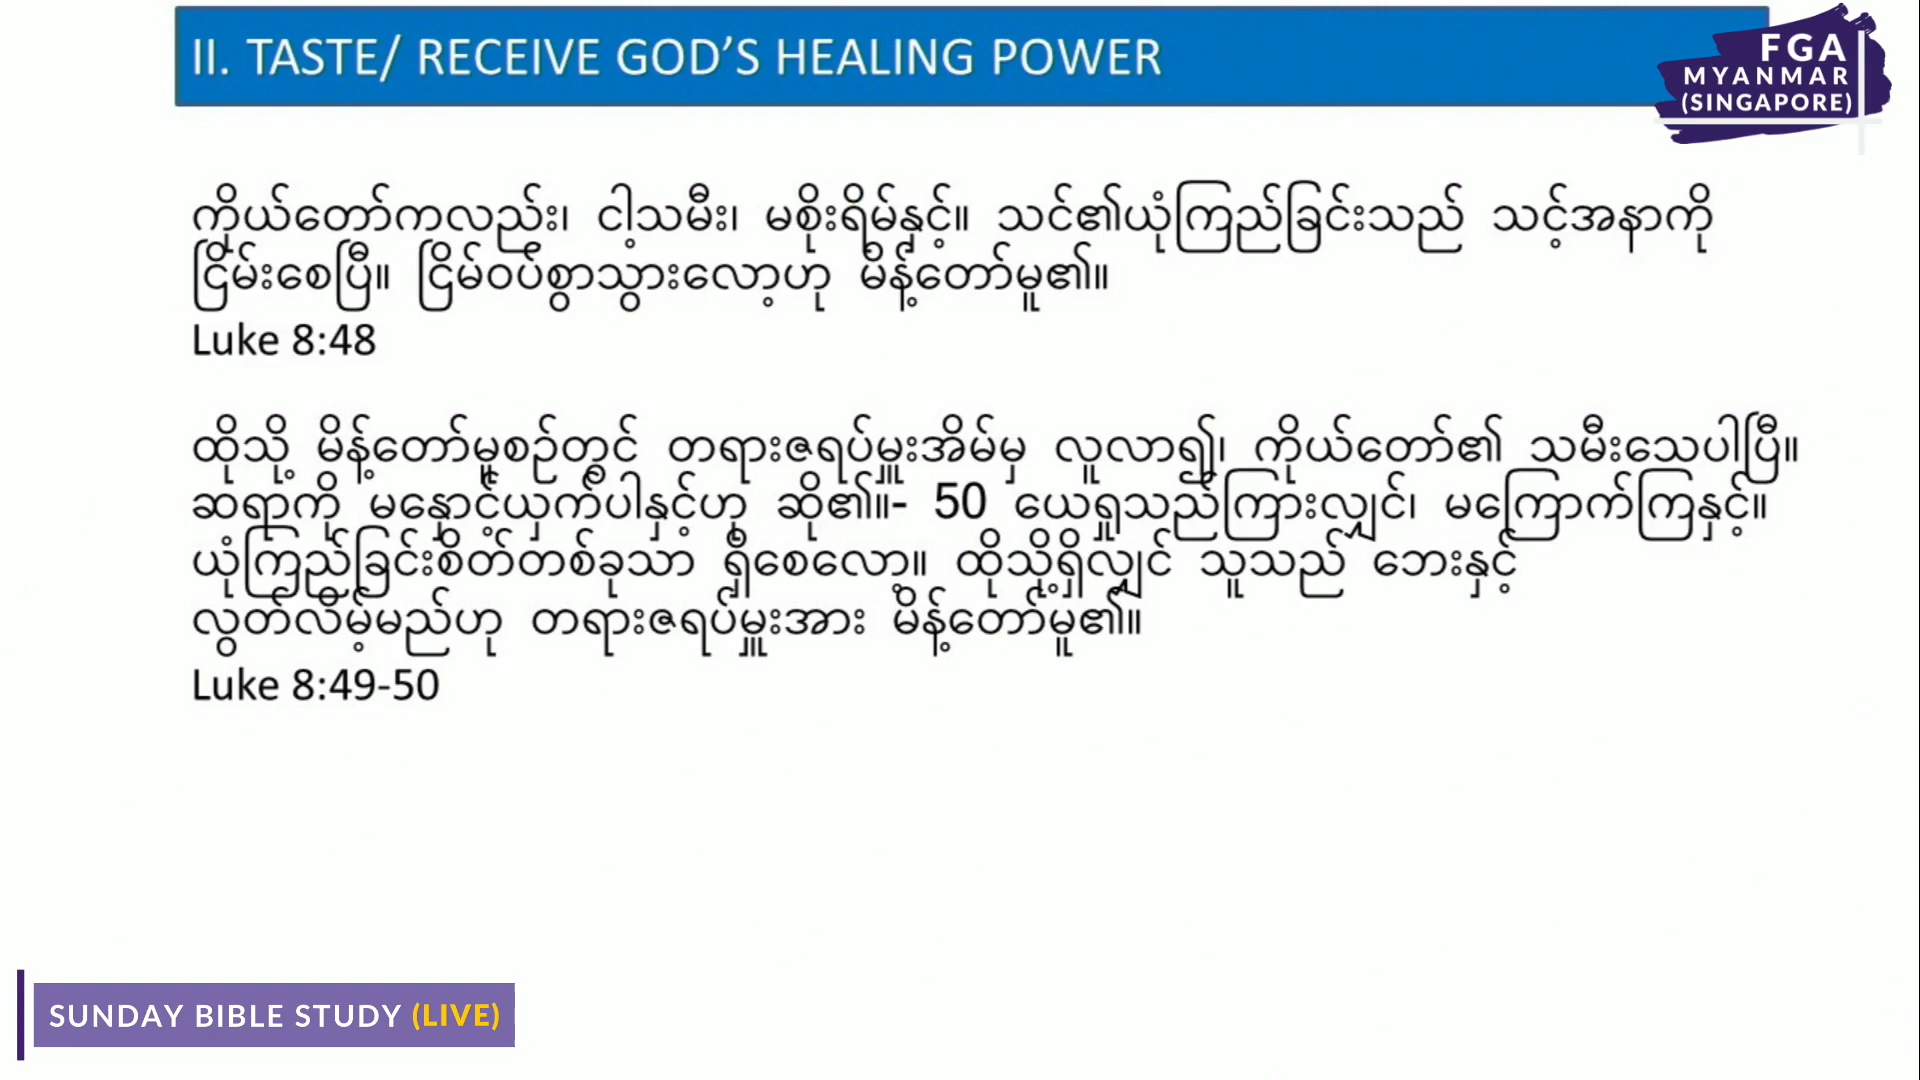 II. TASTE/ RECEIVE GOD’S HEALING POWER
FGA
MYANMAR
(SINGAPORE)
ကိုယ်တော်ကလည်း၊ ငါ့သမီး၊ မစိုးရိမ်နှင့်။ သင်၏ယုံကြည်ခြင်းသည် သင့်အနာကို
ငြိမ်းစေပြီ။ ငြိမ်ဝပ်စွာသွားလော့ဟု မိန့်တော်မူ၏။
Luke 8:48
ထိုသို့ မိန့်တော်မူစဉ်တွင် တရားဇရပ်မှူးအိမ်မှ လူလာ၍၊ ကိုယ်တော်၏ သမီးသေပါပြီ။
ဆရာကို မနှောင့်ယှက်ပါနှင့်ဟု ဆို၏။- 50 ယေရှုသည်ကြားလျှင်၊ မကြောက်ကြနှင့်။
ယုံကြည်ခြင်းစိတ်တစ်ခုသာ ရှိစေလော့။ ထိုသို့ရှိလျှင် သူသည် ဘေးနှင့်
လွတ်လိမ့်မည်ဟု တရားဇရပ်မှူးအား မိန့်တော်မူ၏။
Luke 8:49-50
SUNDAY BIBLE STUDY (LIVE)